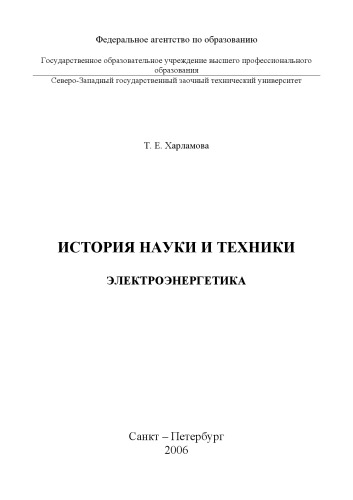 Федеральное агентство по образованию
Государственное образовательное учреждение высшего профессионального
образования
Северо-Западный государственный заочный технический университет
Т. Е. Харламова
ИСТОРИЯ НАУКИ И ТЕХНИКИ
ЭЛЕКТРОЭНЕРГЕТИКА
Санкт – Петербург
2006